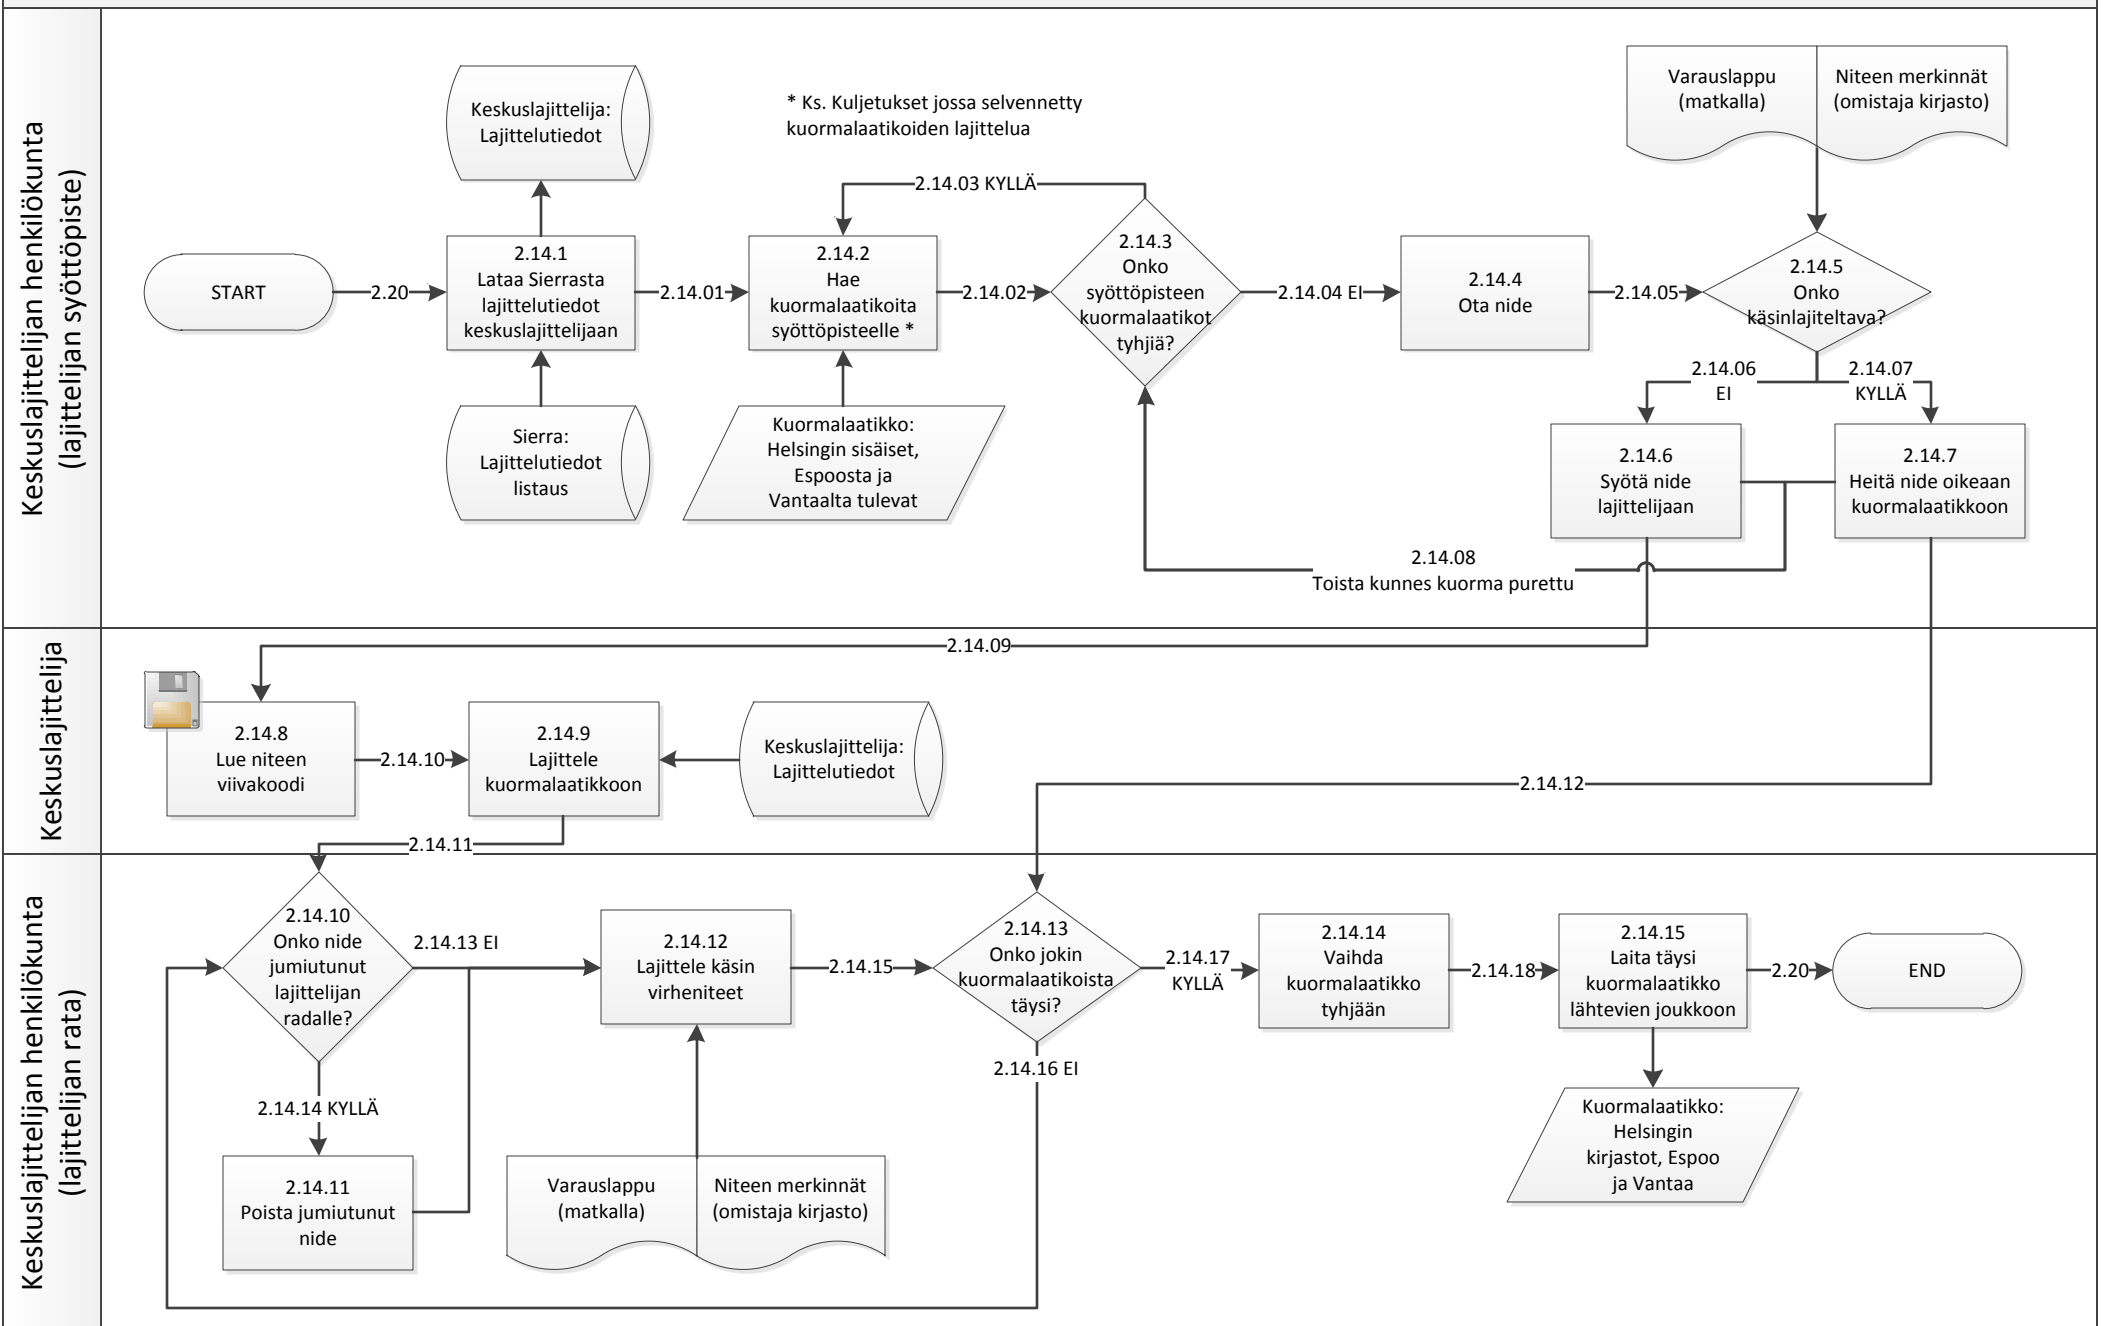 Keskuslajittelijan henkilökunta
(lajittelijan syöttöpiste)
START
2.20
Keskuslajittelija:
Lajittelutiedot
2.14.1
Lataa Sierrasta
lajittelutiedot
keskuslajittelijaan
Sierra:
Lajittelutiedot
listaus
2.14.01
* Ks. Kuljetukset jossa selvennetty
kuormalaatikoiden lajittelua
2.14.2
Hae
kuormalaatikoita
syöttöpisteelle *
Kuormalaatikko:
Helsingin sisäiset,
Espoosta ja
Vantaalta tulevat
2.14.02
2.14.03 KYLLÄ
2.14.3
Onko
syöttöpisteen
kuormalaatikot
tyhjiä?
2.14.04 EI
2.14.4
Ota nide
2.14.05
Varauslappu
(matkalla)
Niteen merkinnät
(omistaja kirjasto)
2.14.5
Onko
käsinlajiteltava?
2.14.06
EI
2.14.07
KYLLÄ
2.14.6
Syötä nide
lajittelijaan
2.14.7
Heitä nide oikeaan
kuormalaatikkoon
2.14.08
Toista kunnes kuorma purettu
Keskuslajittelija
2.14.09
2.14.8
Lue niteen
viivakoodi
2.14.10
2.14.9
Lajittele
kuormalaatikkoon
Keskuslajittelija:
Lajittelutiedot
2.14.12
2.14.11
Keskuslajittelijan henkilökunta
(lajittelijan rata)
2.14.10
Onko nide
jumiutunut
lajittelijan
radalle?
2.14.13 EI
2.14.14 KYLLÄ
2.14.11
Poista jumiutunut
nide
2.14.12
Lajittele käsin
virheniteet
Varauslappu
(matkalla)
Niteen merkinnät
(omistaja kirjasto)
2.14.15
2.14.13
Onko jokin
kuormalaatikoista
täysi?
2.14.16 EI
2.14.17
KYLLÄ
2.14.14
Vaihda
kuormalaatikko
tyhjään
2.14.18
2.14.15
Laita täysi
kuormalaatikko
lähtevien joukkoon
2.20
END
Kuormalaatikko:
Helsingin
kirjastot, Espoo
ja Vantaa